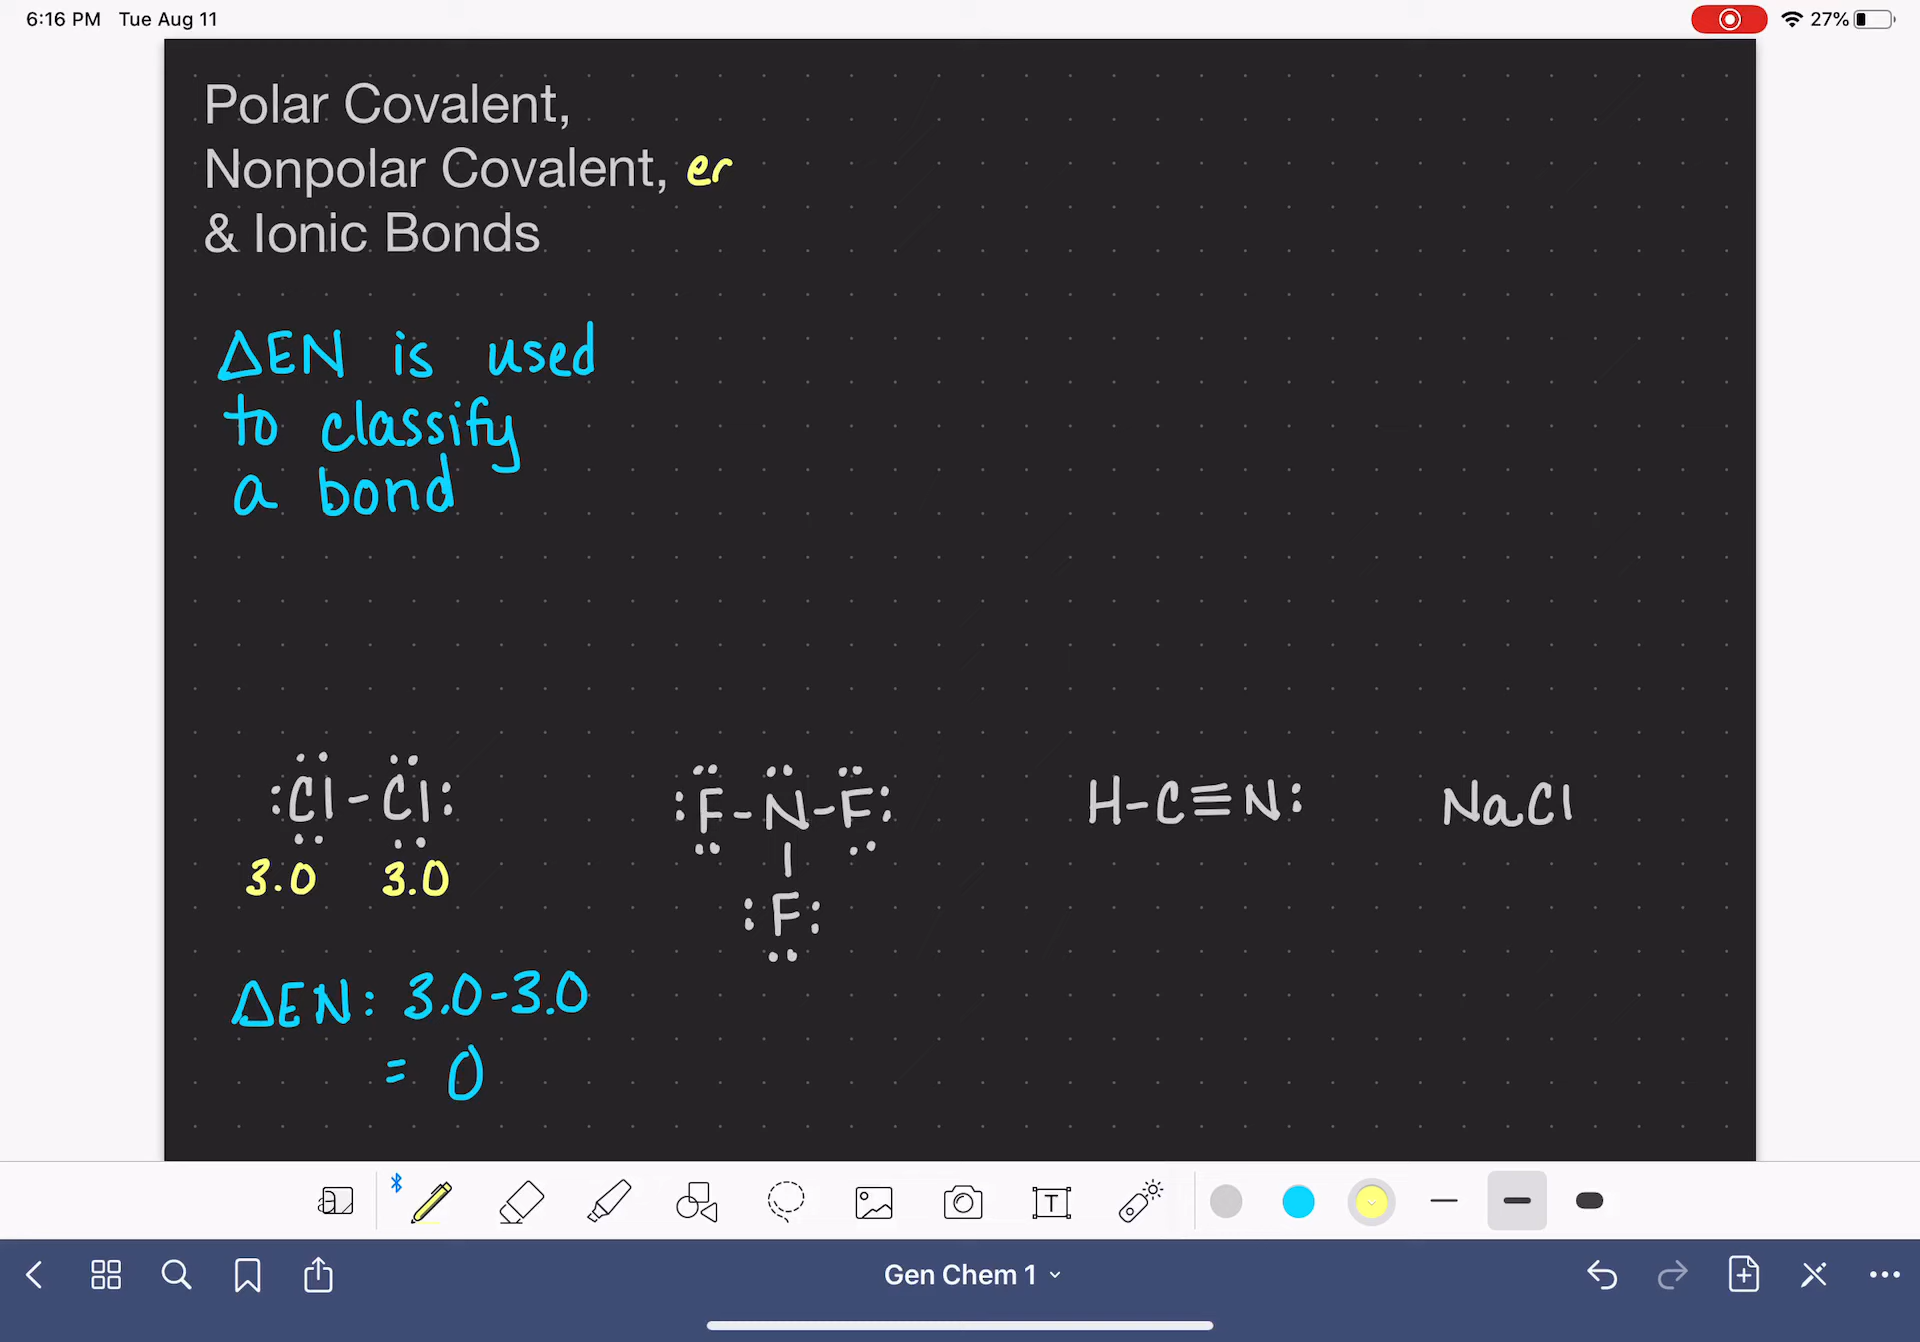 6:16 PM Tue Aug 11
27%
Polar Covalent,
Nonpolar Covalent, er
& Ionic Bonds
ΔEN is used
to classify
a bond
:Cl-Cl:
3.0 3.0
ΔEN: 3.0-3.0
= 0
:F-N-F:
:F:
H-C≡N:
NaCl
Gen Chem 1